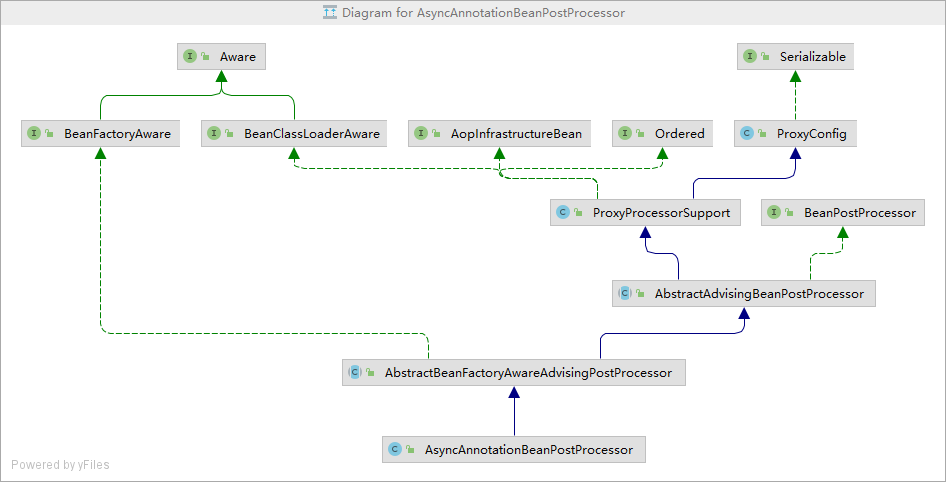 Diagram for AsyncAnnotationBeanPostProcessor
I Aware
I Serializable
I BeanFactoryAware
I BeanClassLoaderAware
I AopInfrastructureBean
I Ordered
C ProxyConfig
C ProxyProcessorSupport
I BeanPostProcessor
C AbstractAdvisingBeanPostProcessor
C AbstractBeanFactoryAwareAdvisingPostProcessor
C AsyncAnnotationBeanPostProcessor
Powered by yFiles